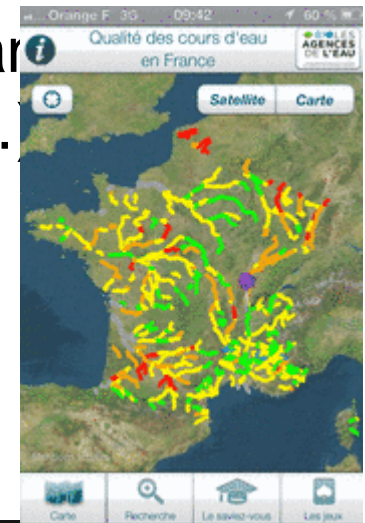 Orange F 3G 09:42 60 %
Qualité des cours d'eau
en France
LES
AGENCES
DE L'EAU
Satellite Carte
Carte Recherche Le saviez-vous Les jeux